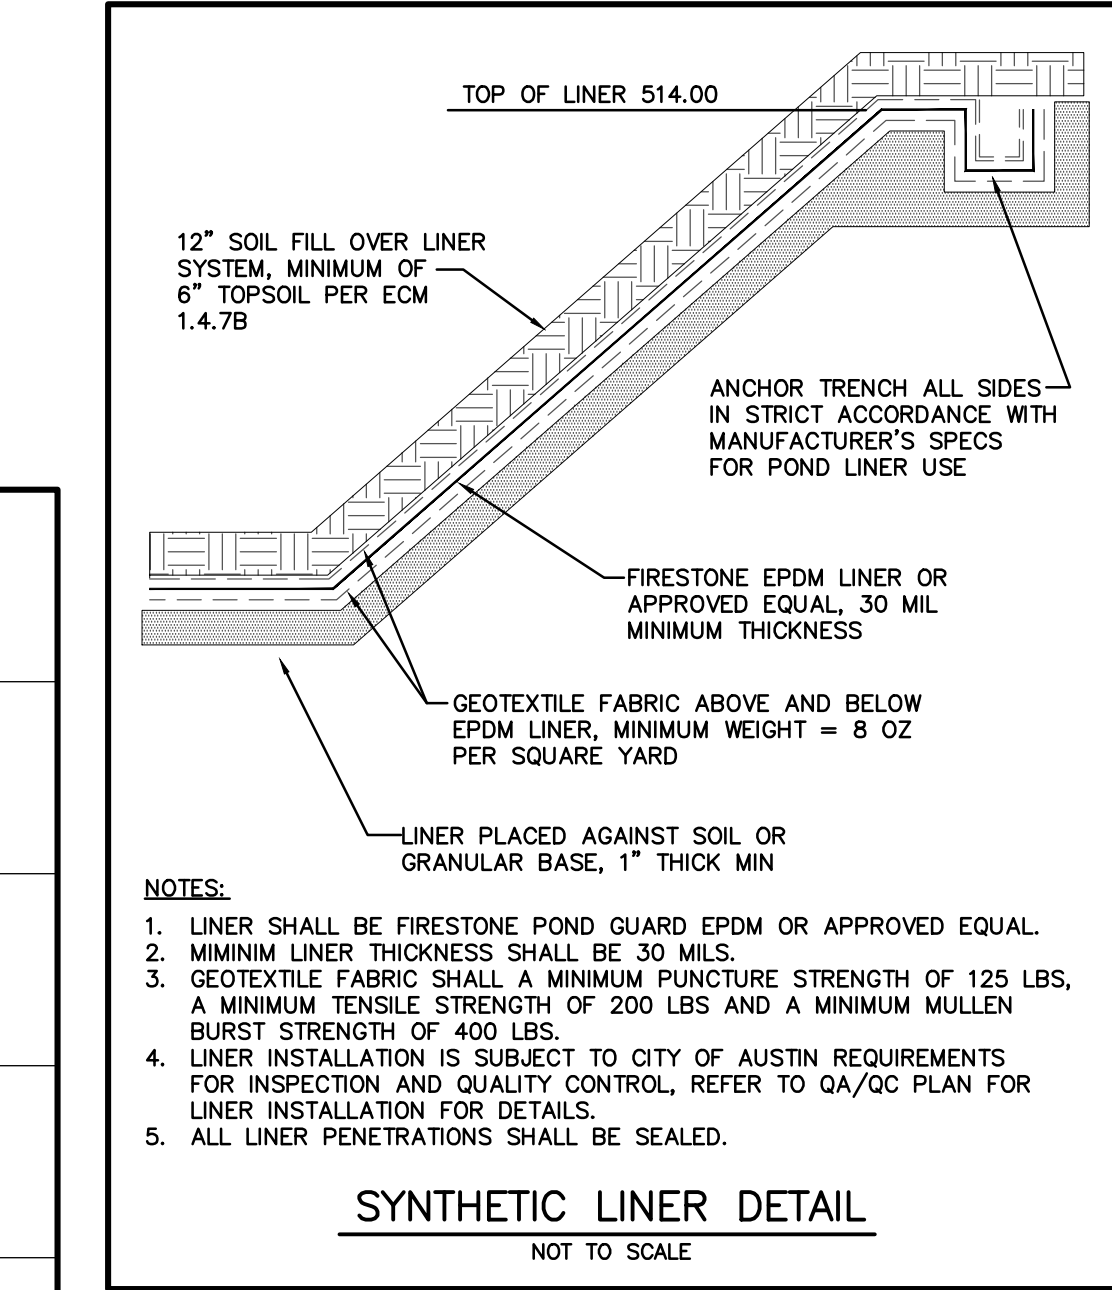 TOP OF LINER 514.00
12" SOIL FILL OVER LINER
SYSTEM, MINIMUM OF
6" TOPSOIL PER ECM
1.4.7B
ANCHOR TRENCH ALL SIDES
IN STRICT ACCORDANCE WITH
MANUFACTURER'S SPECS
FOR POND LINER USE
FIRESTONE EPDM LINER OR
APPROVED EQUAL, 30 MIL
MINIMUM THICKNESS
GEOTEXTILE FABRIC ABOVE AND BELOW
EPDM LINER, MINIMUM WEIGHT = 8 OZ
PER SQUARE YARD
LINER PLACED AGAINST SOIL OR
GRANULAR BASE, 1" THICK MIN
NOTES:
1. LINER SHALL BE FIRESTONE POND GUARD EPDM OR APPROVED EQUAL.
2. MIMINIM LINER THICKNESS SHALL BE 30 MILS.
3. GEOTEXTILE FABRIC SHALL A MINIMUM PUNCTURE STRENGTH OF 125 LBS,
A MINIMUM TENSILE STRENGTH OF 200 LBS AND A MINIMUM MULLEN
BURST STRENGTH OF 400 LBS.
4. LINER INSTALLATION IS SUBJECT TO CITY OF AUSTIN REQUIREMENTS
FOR INSPECTION AND QUALITY CONTROL, REFER TO QA/QC PLAN FOR
LINER INSTALLATION FOR DETAILS.
5. ALL LINER PENETRATIONS SHALL BE SEALED.
SYNTHETIC LINER DETAIL
NOT TO SCALE